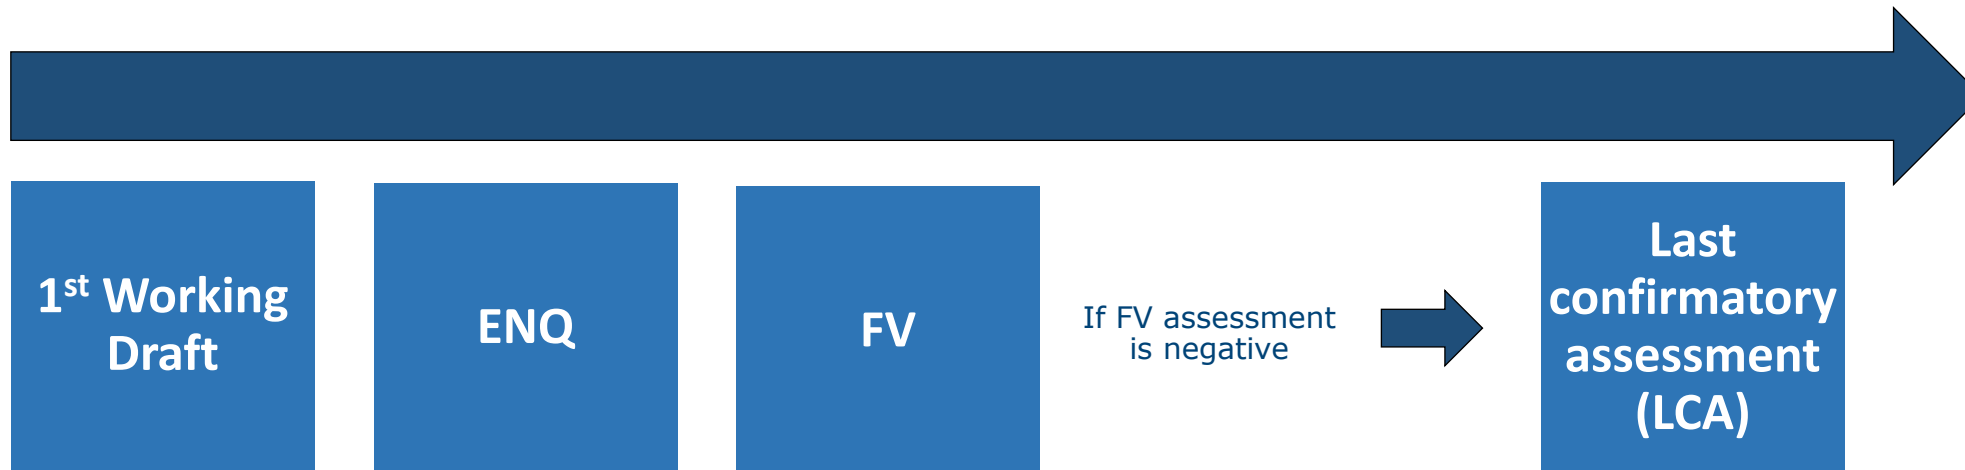 1st Working
Draft
ENQ
FV
If FV assessment
is negative
Last
confirmatory
assessment
(LCA)